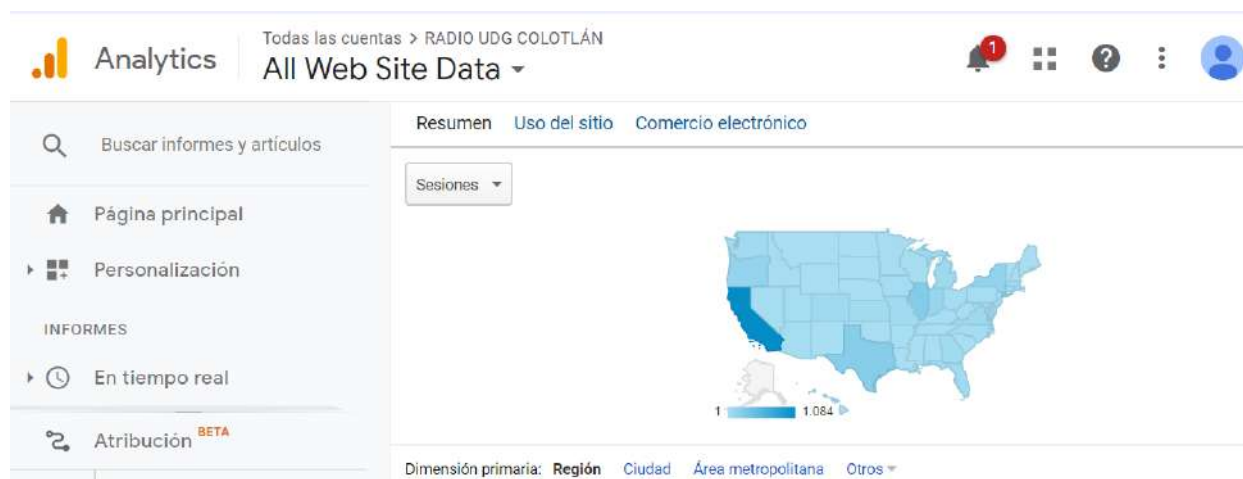 Analytics
Todas las cuentas > RADIO UDG COLOTLÁN
All Web Site Data
1
Buscar informes y artículos
Página principal
Personalización
INFORMES
En tiempo real
Atribución BETA
Resumen Uso del sitio Comercio electrónico
Sesiones
1 1.084
Dimensión primaria: Región Ciudad Área metropolitana Otros